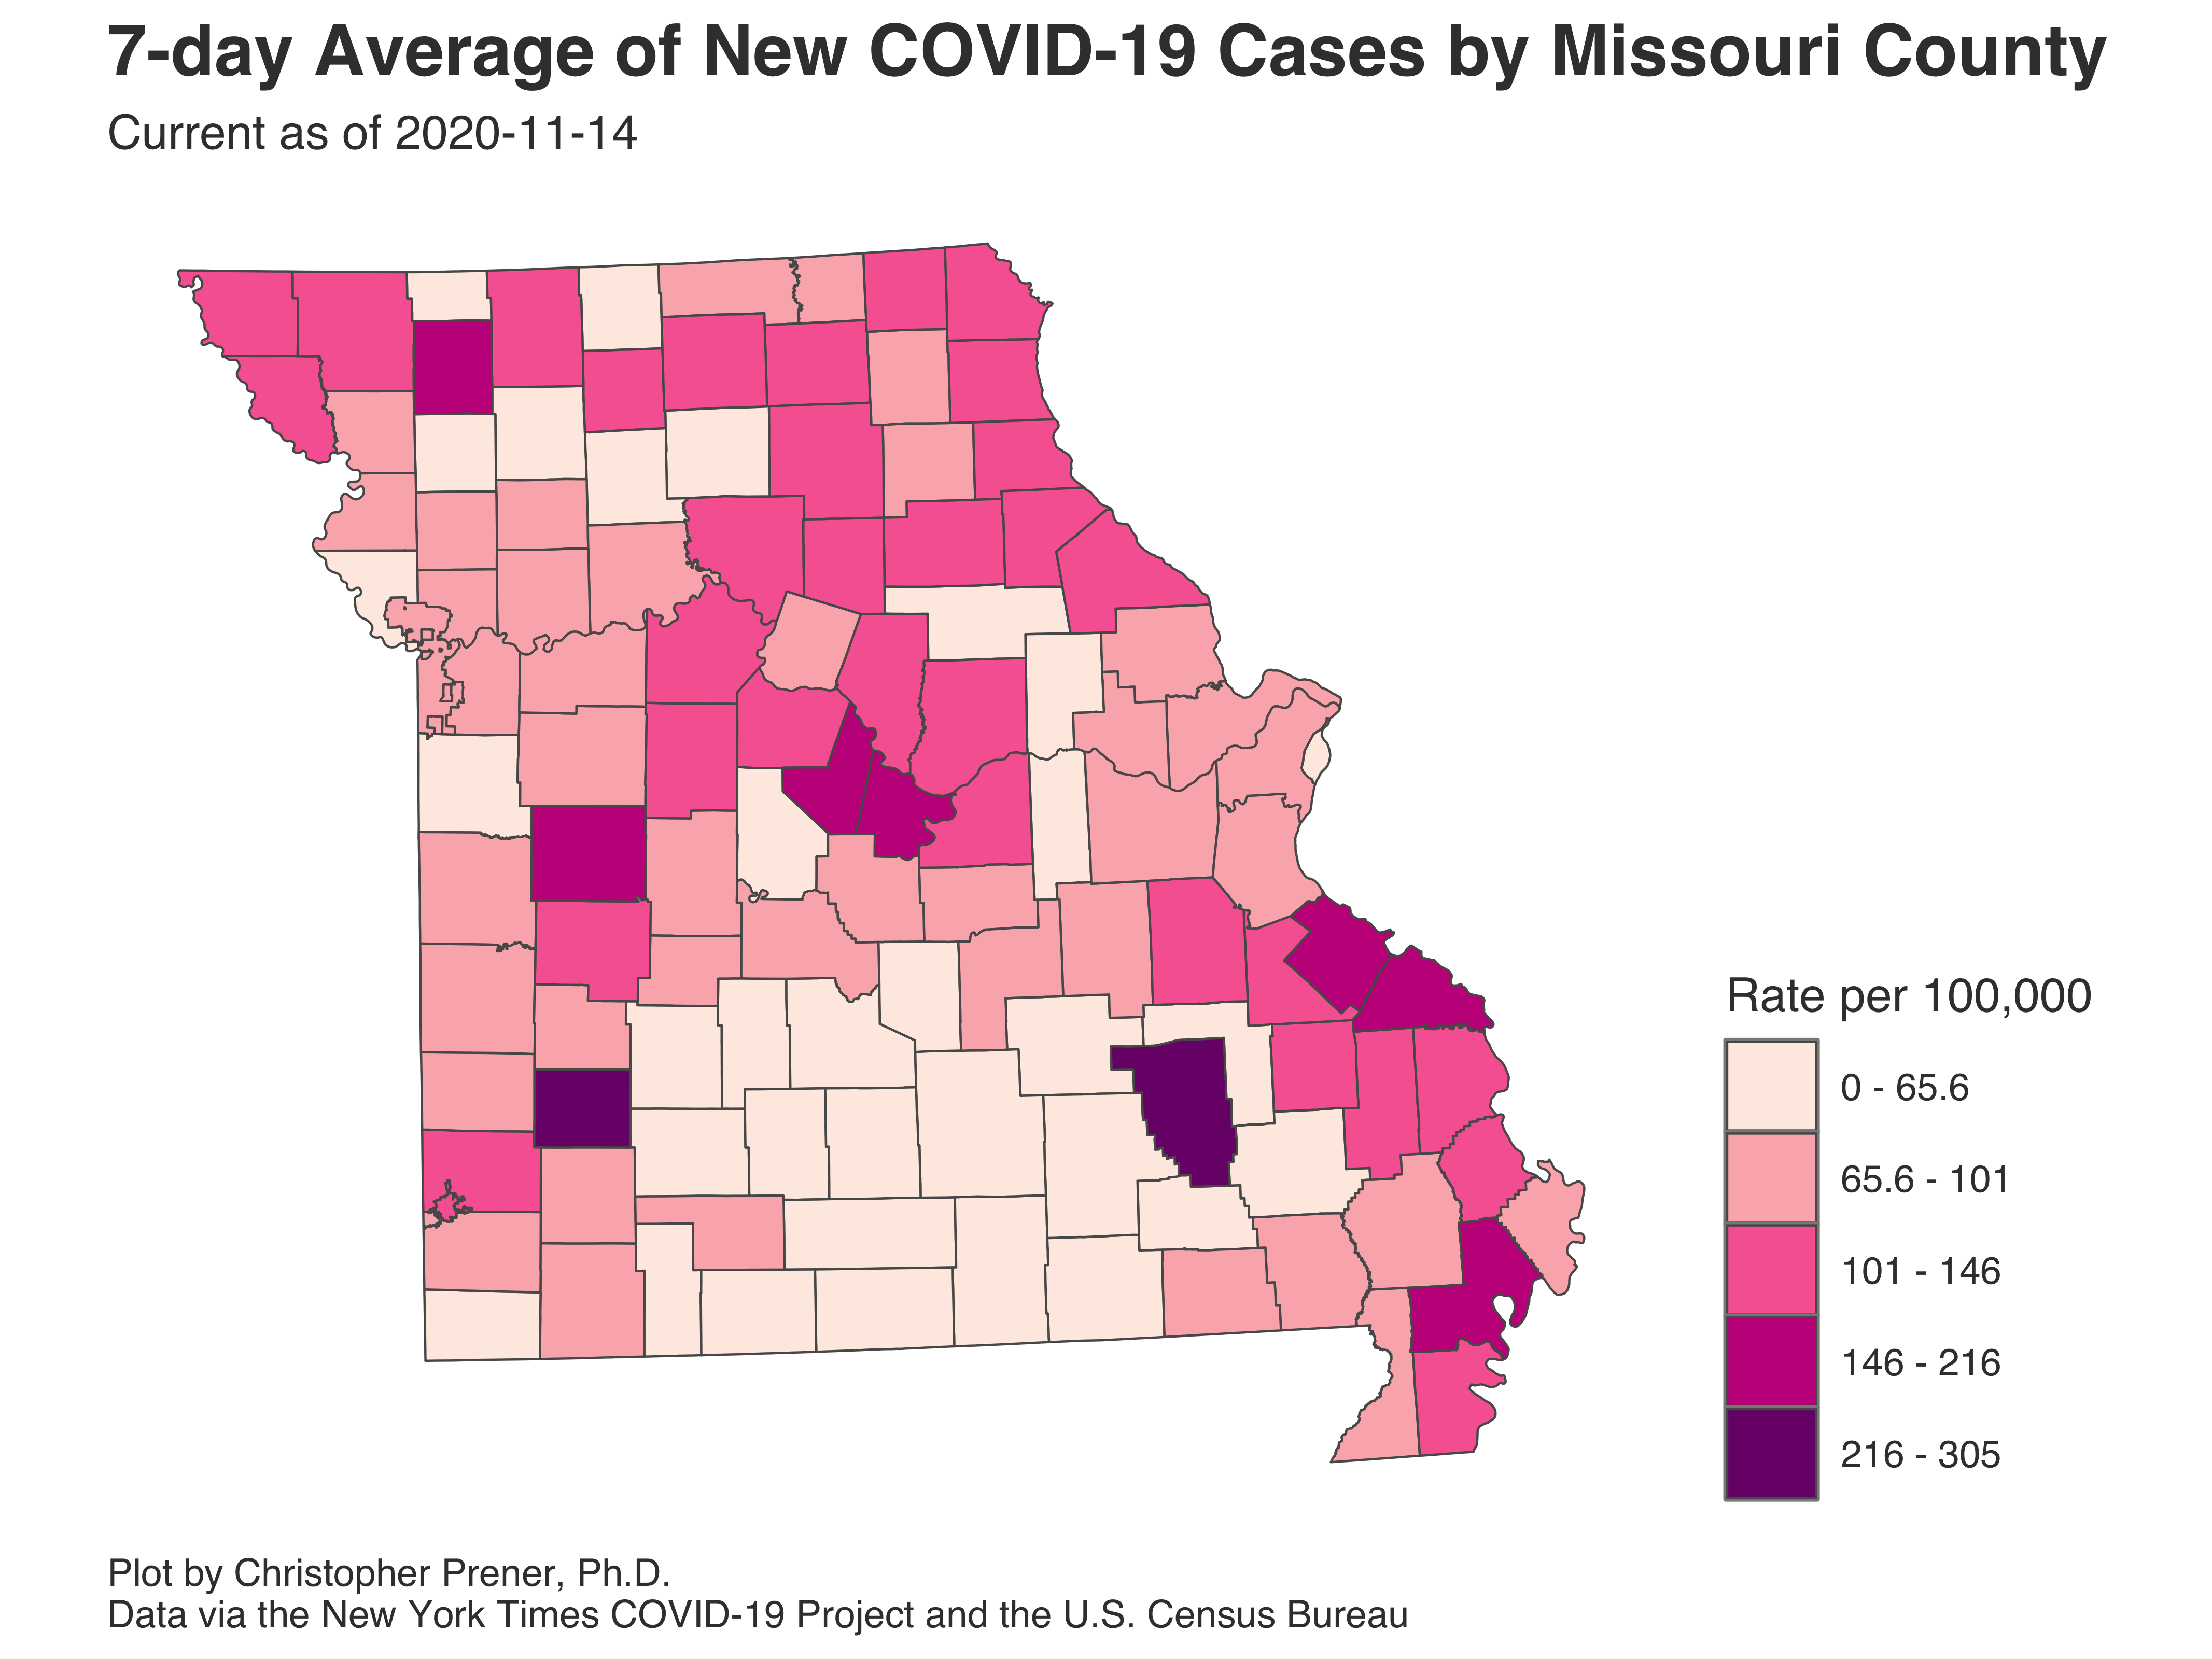 7-day Average of New COVID-19 Cases by Missouri County
Current as of 2020-11-14
Rate per 100,000
0 - 65.6
65.6 - 101
101 - 146
146 - 216
216 - 305
Plot by Christopher Prener, Ph.D.
Data via the New York Times COVID-19 Project and the U.S. Census Bureau